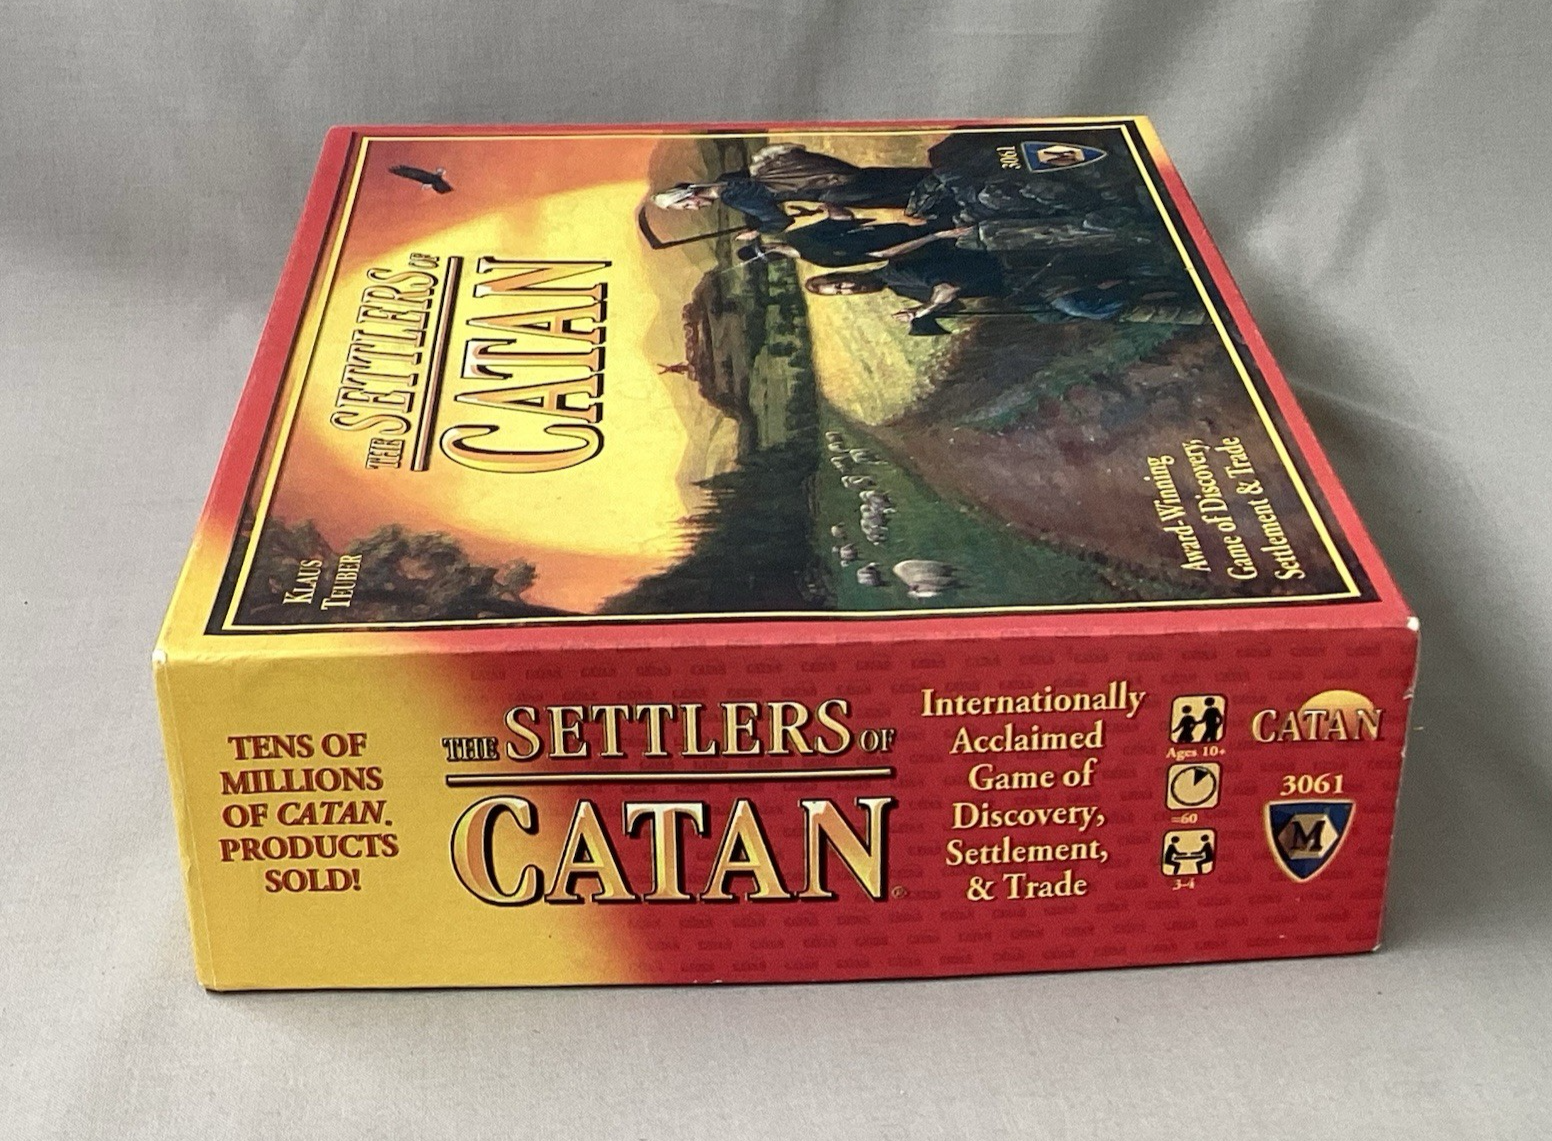 KLAUS
TEUBER
THE SETTLERS OF
CATAN
3061
M
Award-Winning
Game of Discovery,
Settlement & Trade
TENS OF
MILLIONS
OF CATAN®
PRODUCTS
SOLD!
THE SETTLERS OF
CATAN®
Internationally
Acclaimed
Game of
Discovery,
Settlement,
& Trade
Ages 10+
≈60
3-4
CATAN
3061
M